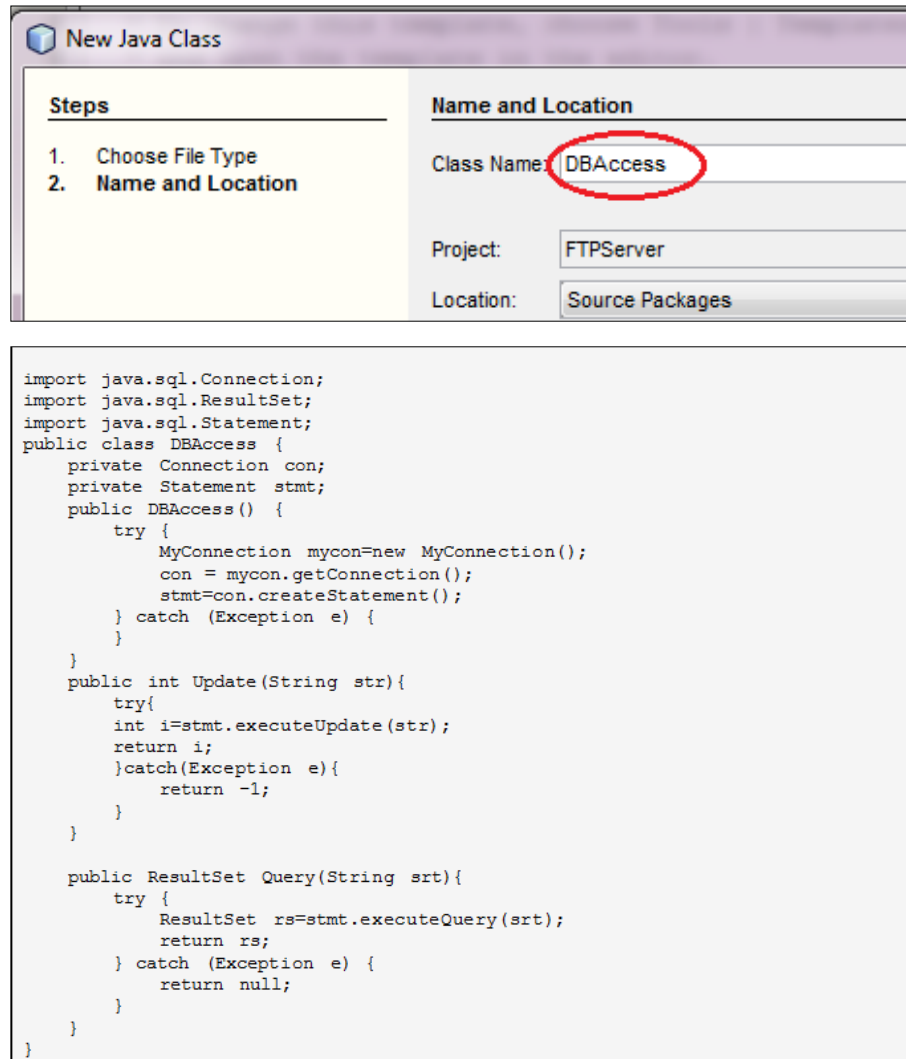 New Java Class
Steps
1. Choose File Type
2. Name and Location
Name and Location
Class Name: DBAccess
Project: FTPServer
Location: Source Packages
import java.sql.Connection;
import java.sql.ResultSet;
import java.sql.Statement;
public class DBAccess {
    private Connection con;
    private Statement stmt;
    public DBAccess() {
        try {
            MyConnection mycon=new MyConnection();
            con = mycon.getConnection();
            stmt=con.createStatement();
        } catch (Exception e) {
        }
    }
    public int Update(String str){
        try{
        int i=stmt.executeUpdate(str);
        return i;
        }catch(Exception e){
            return -1;
        }
    }
    public ResultSet Query(String srt){
        try {
            ResultSet rs=stmt.executeQuery(srt);
            return rs;
        } catch (Exception e) {
            return null;
        }
    }
}